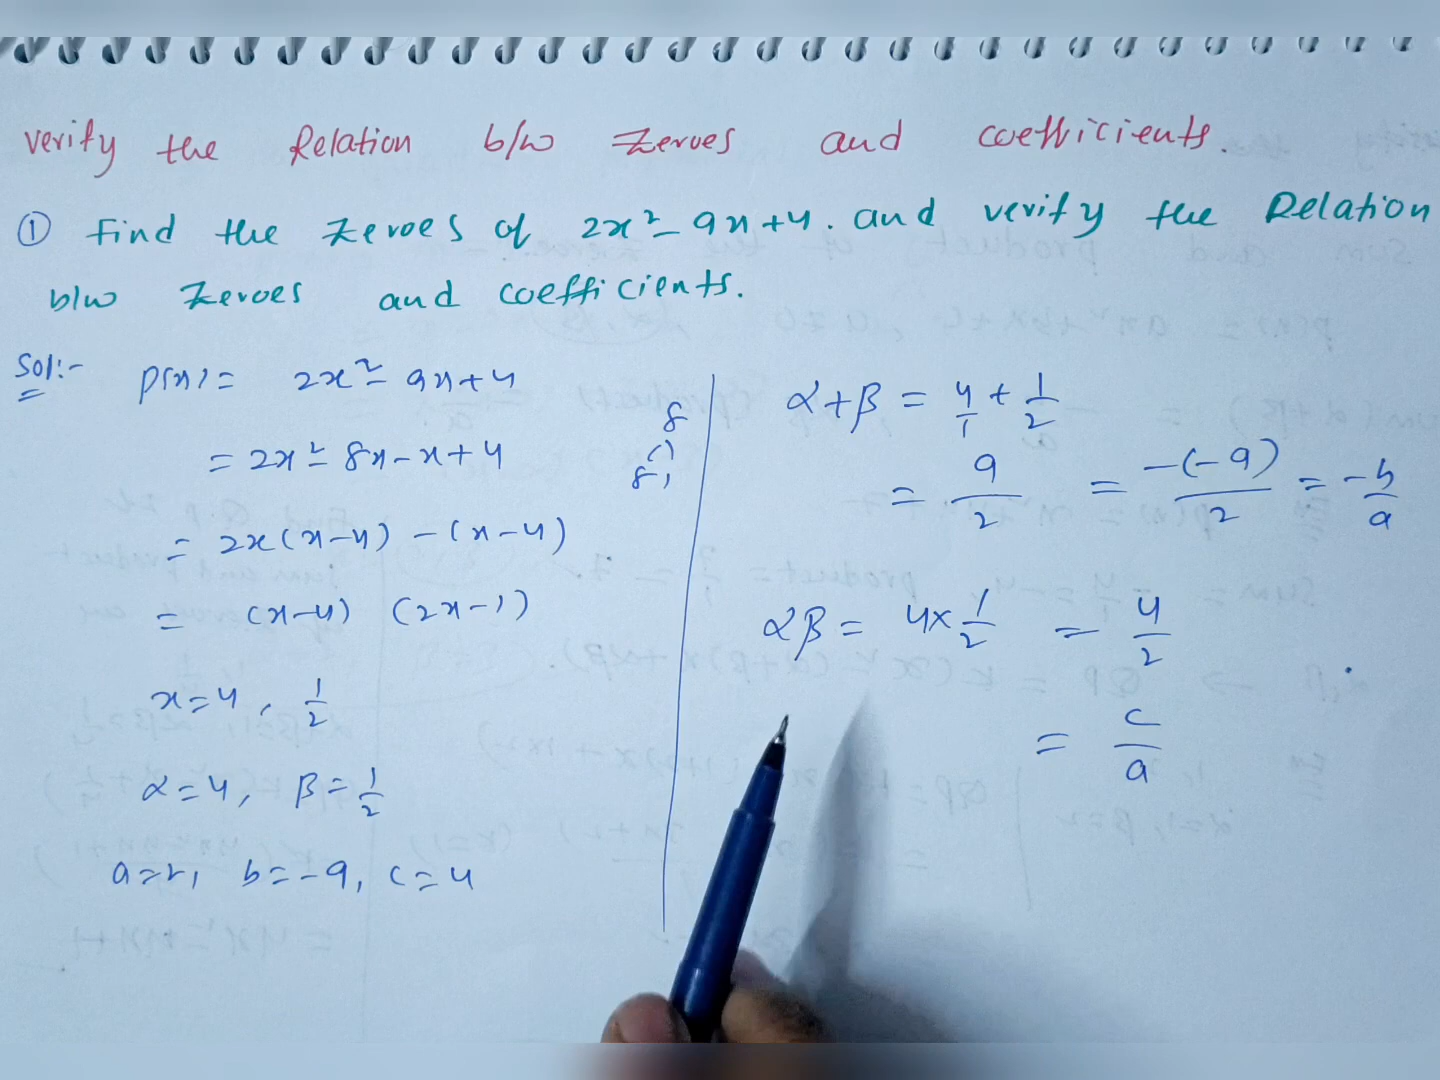 verify the Relation b/w Zeroes and coefficients.
① Find the Zeroes of 2x² - 9x + 4. and verify the Relation
b/w Zeroes and coefficients.
Sol:- p(x) = 2x² - 9x + 4
= 2x² - 8x - x + 4
8
8, 1
= 2x(x-4) - (x-4)
= (x-4) (2x-1)
x = 4, 1/2
α = 4, β = 1/2
a = 2, b = -9, c = 4
α + β = 4/1 + 1/2
= 9/2 = -(-9)/2 = -b/a
αβ = 4 × 1/2 = 4/2
= c/a